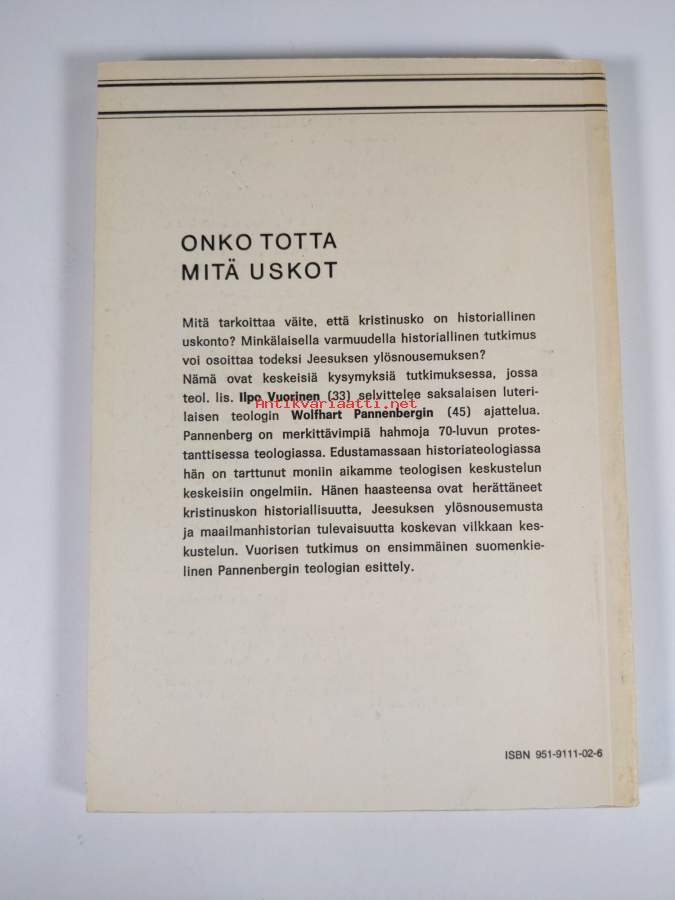 ONKO TOTTA
MITÄ USKOT
Mitä tarkoittaa väite, että kristinusko on historiallinen
uskonto? Minkälaisella varmuudella historiallinen tutkimus
voi osoittaa todeksi Jeesuksen ylösnousemuksen?
Nämä ovat keskeisiä kysymyksiä tutkimuksessa, jossa
teol. lis. Ilpo Vuorinen (33) selvittelee saksalaisen luteri-
Antikvariaatti.net
laisen teologin Wolfhart Pannenbergin (45) ajattelua.
Pannenberg on merkittävimpiä hahmoja 70-luvun protes-
tanttisessa teologiassa. Edustamassaan historiateologiassa
hän on tarttunut moniin aikamme teologisen keskustelun
keskeisiin ongelmiin. Hänen haasteensa ovat herättäneet
kristinuskon historiallisuutta, Jeesuksen ylösnousemusta
ja maailmanhistorian tulevaisuutta koskevan vilkkaan kes-
kustelun. Vuorisen tutkimus on ensimmäinen suomenkie-
linen Pannenbergin teologian esittely.
ISBN 951-9111-02-6